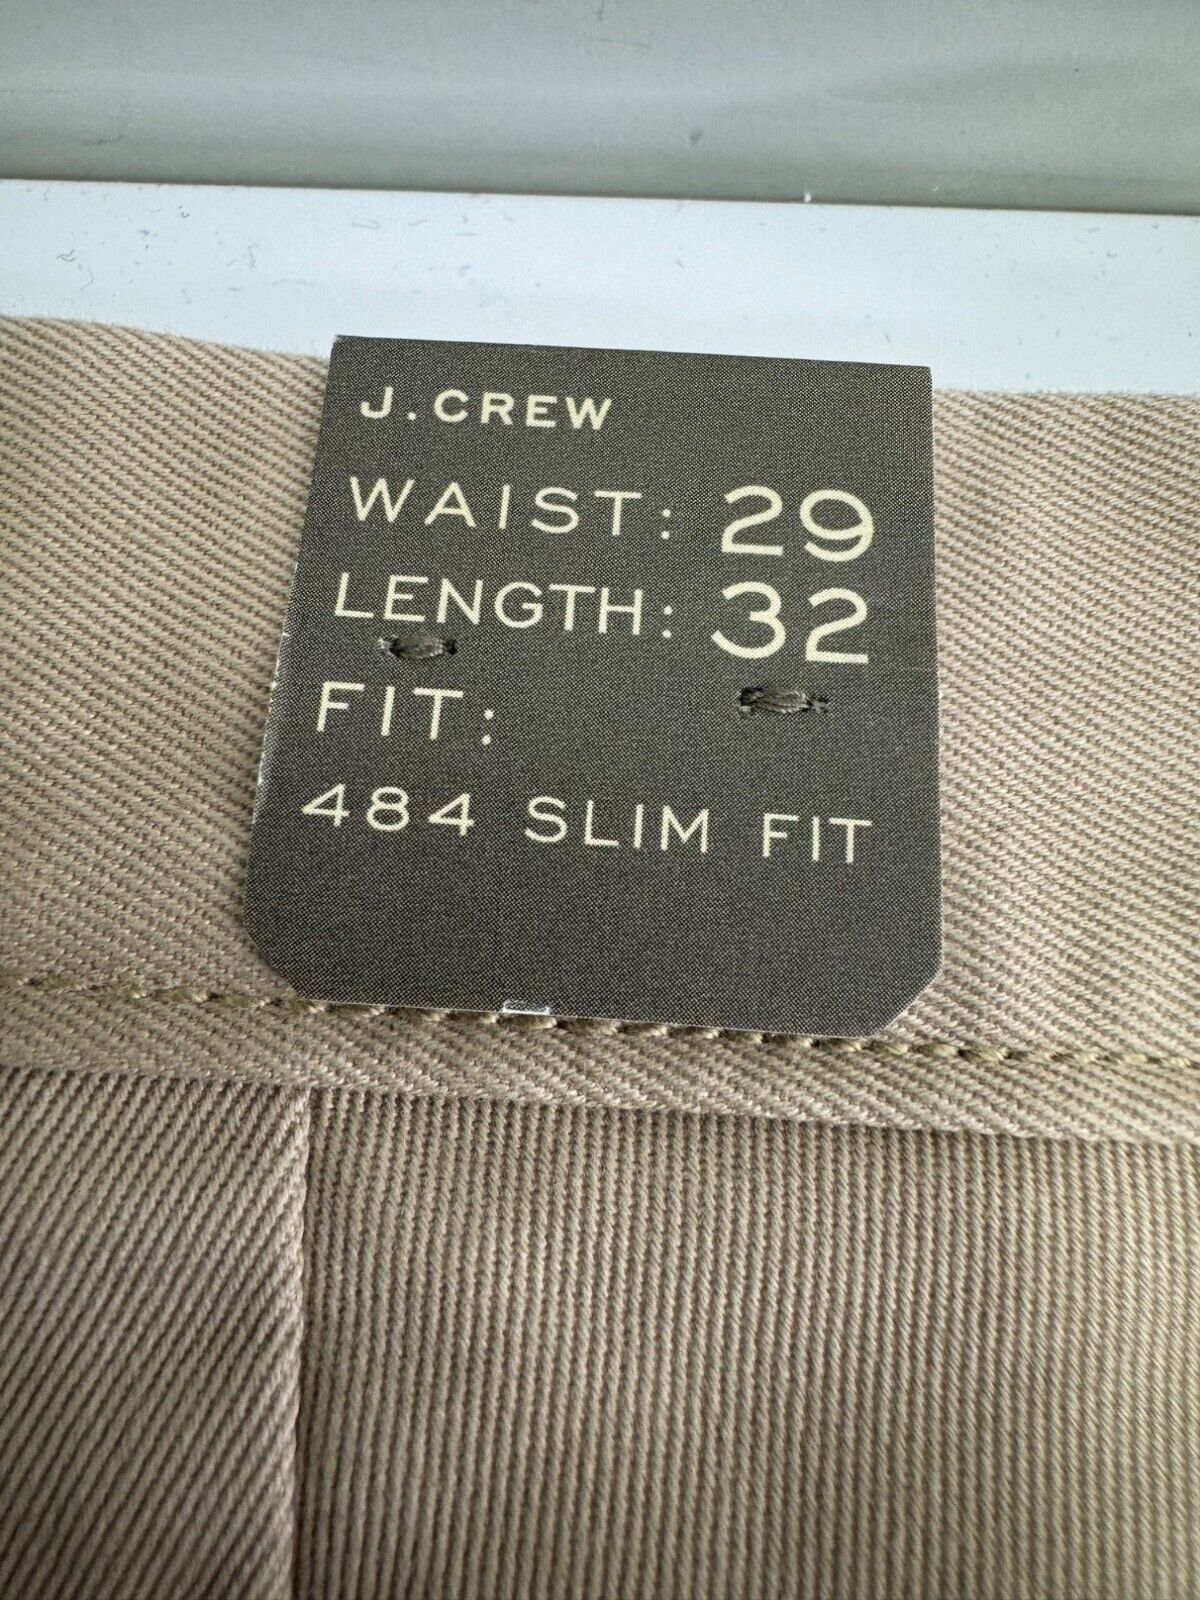 J.CREW
WAIST: 29
LENGTH: 32
FIT:
484 SLIM FIT